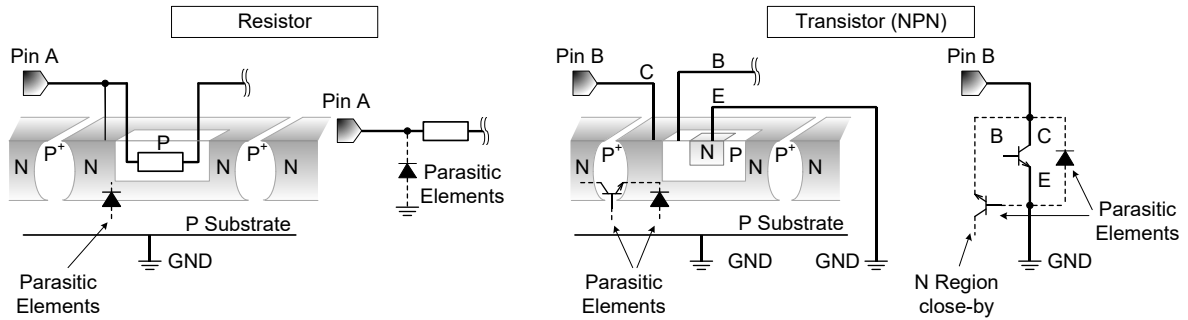 Resistor
Transistor (NPN)
Pin A
Pin A
P
N
P+
N
N
P+
N
Parasitic
Elements
P Substrate
GND
Parasitic
Elements
Pin B
C
B
E
N
P+
N
P
N
P+
N
P Substrate
GND
GND
Parasitic
Elements
Pin B
B
C
E
Parasitic
Elements
GND
N Region
close-by